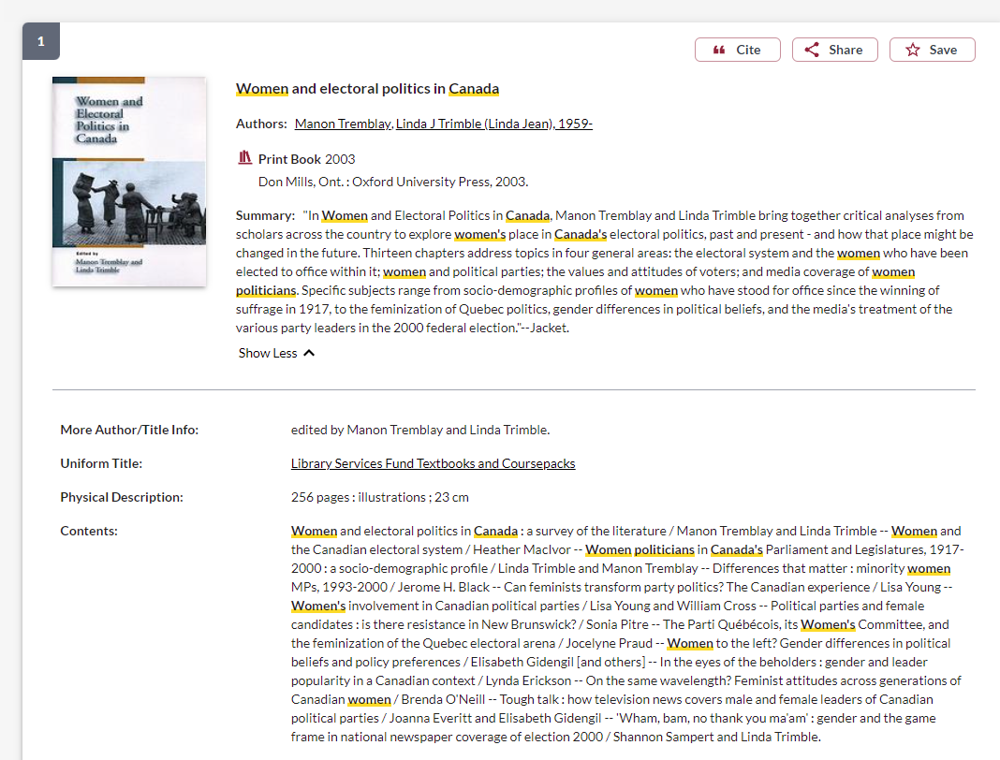 1
Cite
Share
Save
Women and
Electoral
Politics in
Canada
Edited by
Manon Tremblay and
Linda Trimble
Women and electoral politics in Canada
Authors: Manon Tremblay, Linda J Trimble (Linda Jean), 1959-
Print Book 2003
Don Mills, Ont. : Oxford University Press, 2003.
Summary: "In Women and Electoral Politics in Canada, Manon Tremblay and Linda Trimble bring together critical analyses from
scholars across the country to explore women's place in Canada's electoral politics, past and present - and how that place might be
changed in the future. Thirteen chapters address topics in four general areas: the electoral system and the women who have been
elected to office within it; women and political parties; the values and attitudes of voters; and media coverage of women
politicians. Specific subjects range from socio-demographic profiles of women who have stood for office since the winning of
suffrage in 1917, to the feminization of Quebec politics, gender differences in political beliefs, and the media's treatment of the
various party leaders in the 2000 federal election."--Jacket.
Show Less
More Author/Title Info: edited by Manon Tremblay and Linda Trimble.
Uniform Title: Library Services Fund Textbooks and Coursepacks
Physical Description: 256 pages : illustrations ; 23 cm
Contents: Women and electoral politics in Canada : a survey of the literature / Manon Tremblay and Linda Trimble -- Women and
the Canadian electoral system / Heather MacIvor -- Women politicians in Canada's Parliament and Legislatures, 1917-
2000 : a socio-demographic profile / Linda Trimble and Manon Tremblay -- Differences that matter : minority women
MPs, 1993-2000 / Jerome H. Black -- Can feminists transform party politics? The Canadian experience / Lisa Young --
Women's involvement in Canadian political parties / Lisa Young and William Cross -- Political parties and female
candidates : is there resistance in New Brunswick? / Sonia Pitre -- The Parti Québécois, its Women's Committee, and
the feminization of the Quebec electoral arena / Jocelyne Praud -- Women to the left? Gender differences in political
beliefs and policy preferences / Elisabeth Gidengil [and others] -- In the eyes of the beholders : gender and leader
popularity in a Canadian context / Lynda Erickson -- On the same wavelength? Feminist attitudes across generations of
Canadian women / Brenda O'Neill -- Tough talk : how television news covers male and female leaders of Canadian
political parties / Joanna Everitt and Elisabeth Gidengil -- 'Wham, bam, no thank you ma'am' : gender and the game
frame in national newspaper coverage of election 2000 / Shannon Sampert and Linda Trimble.